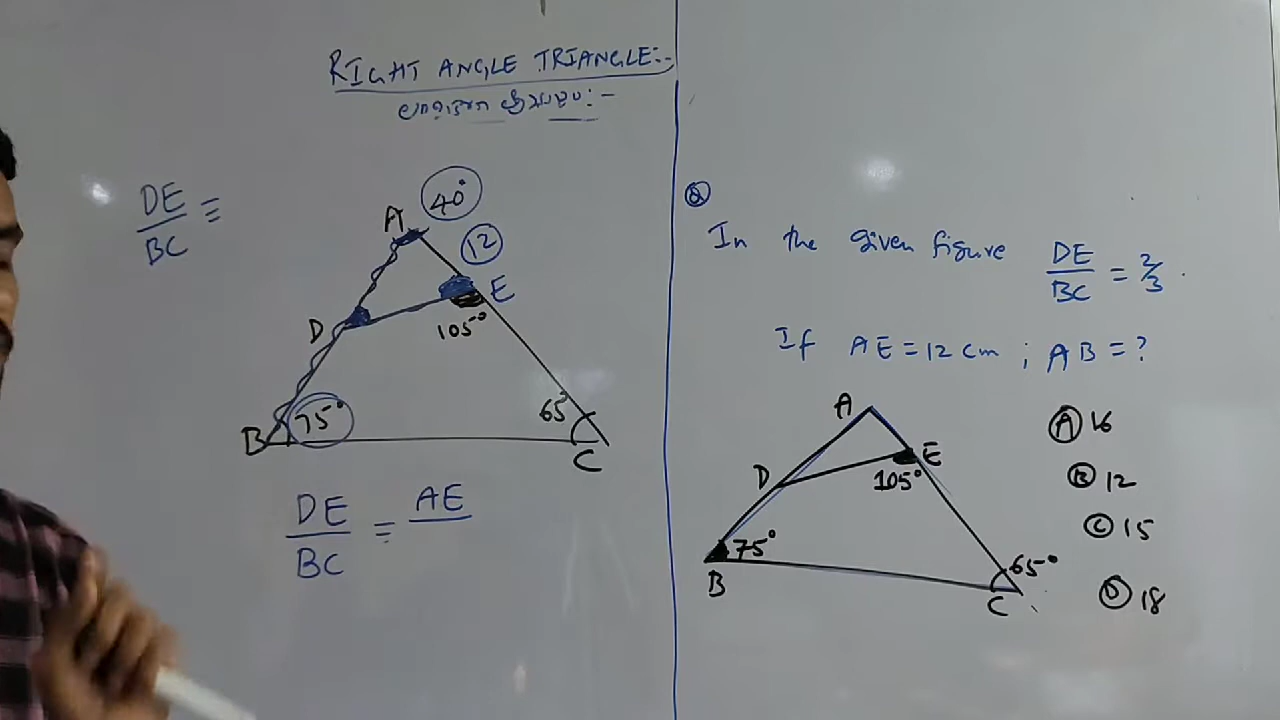 RIGHT ANGLE TRIANGLE:-
DE
BC
=
A
40°
12
E
D
105°
B
75°
65°
C
DE
BC
=
AE
Q
In the given figure DE/BC = 2/3.
If AE = 12 cm ; AB = ?
A
E
D
105°
B
75°
65°
C
A 16
B 12
C 15
D 18